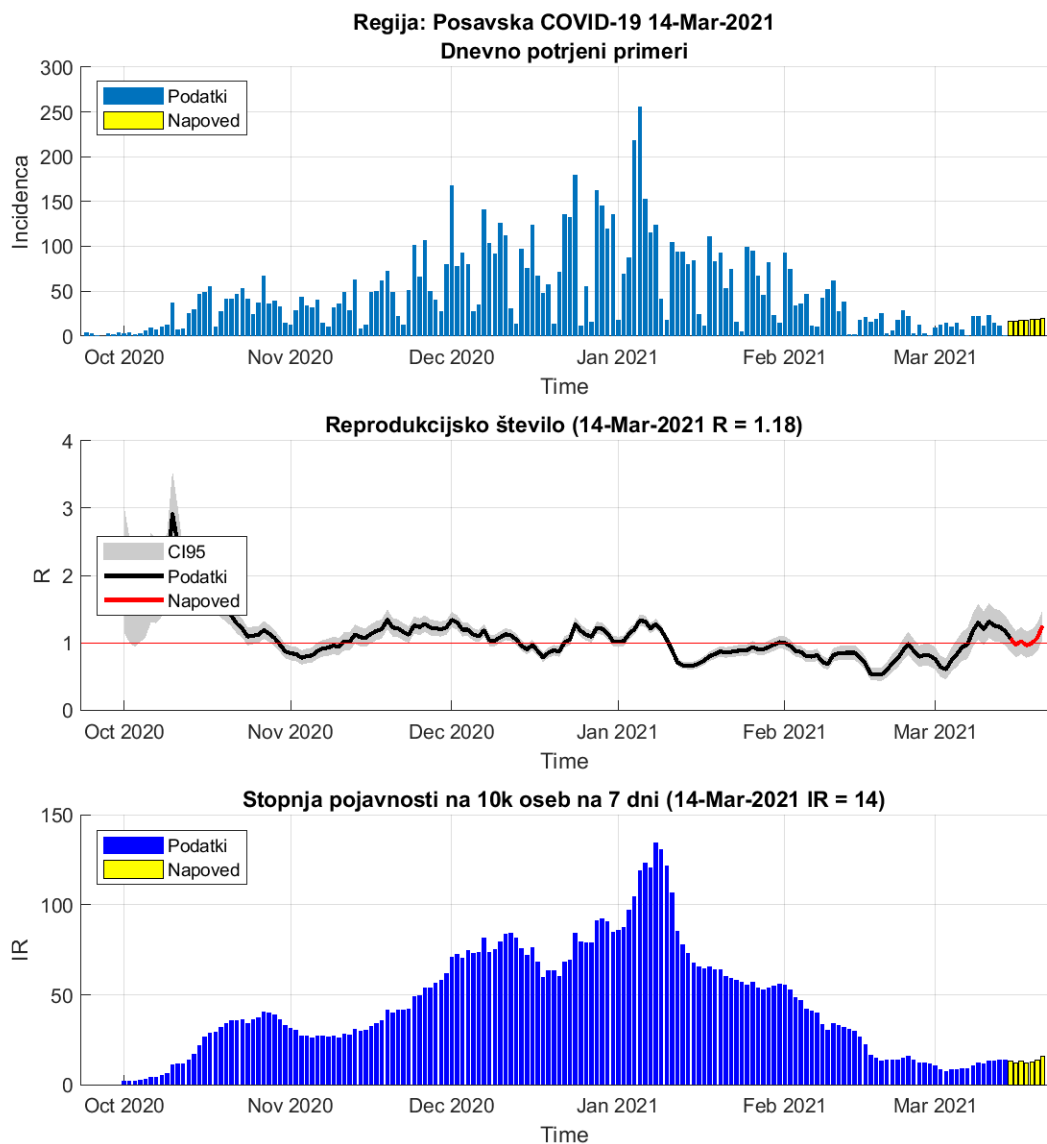 Regija: Posavska COVID-19 14-Mar-2021
Dnevno potrjeni primeri
300
250
200
150
100
50
0
Incidenca
Podatki
Napoved
Oct 2020 Nov 2020 Dec 2020 Jan 2021 Feb 2021 Mar 2021
Time
Reprodukcijsko število (14-Mar-2021 R = 1.18)
4
3
2
1
0
R
CI95
Podatki
Napoved
Oct 2020 Nov 2020 Dec 2020 Jan 2021 Feb 2021 Mar 2021
Time
Stopnja pojavnosti na 10k oseb na 7 dni (14-Mar-2021 IR = 14)
150
100
50
0
IR
Podatki
Napoved
Oct 2020 Nov 2020 Dec 2020 Jan 2021 Feb 2021 Mar 2021
Time